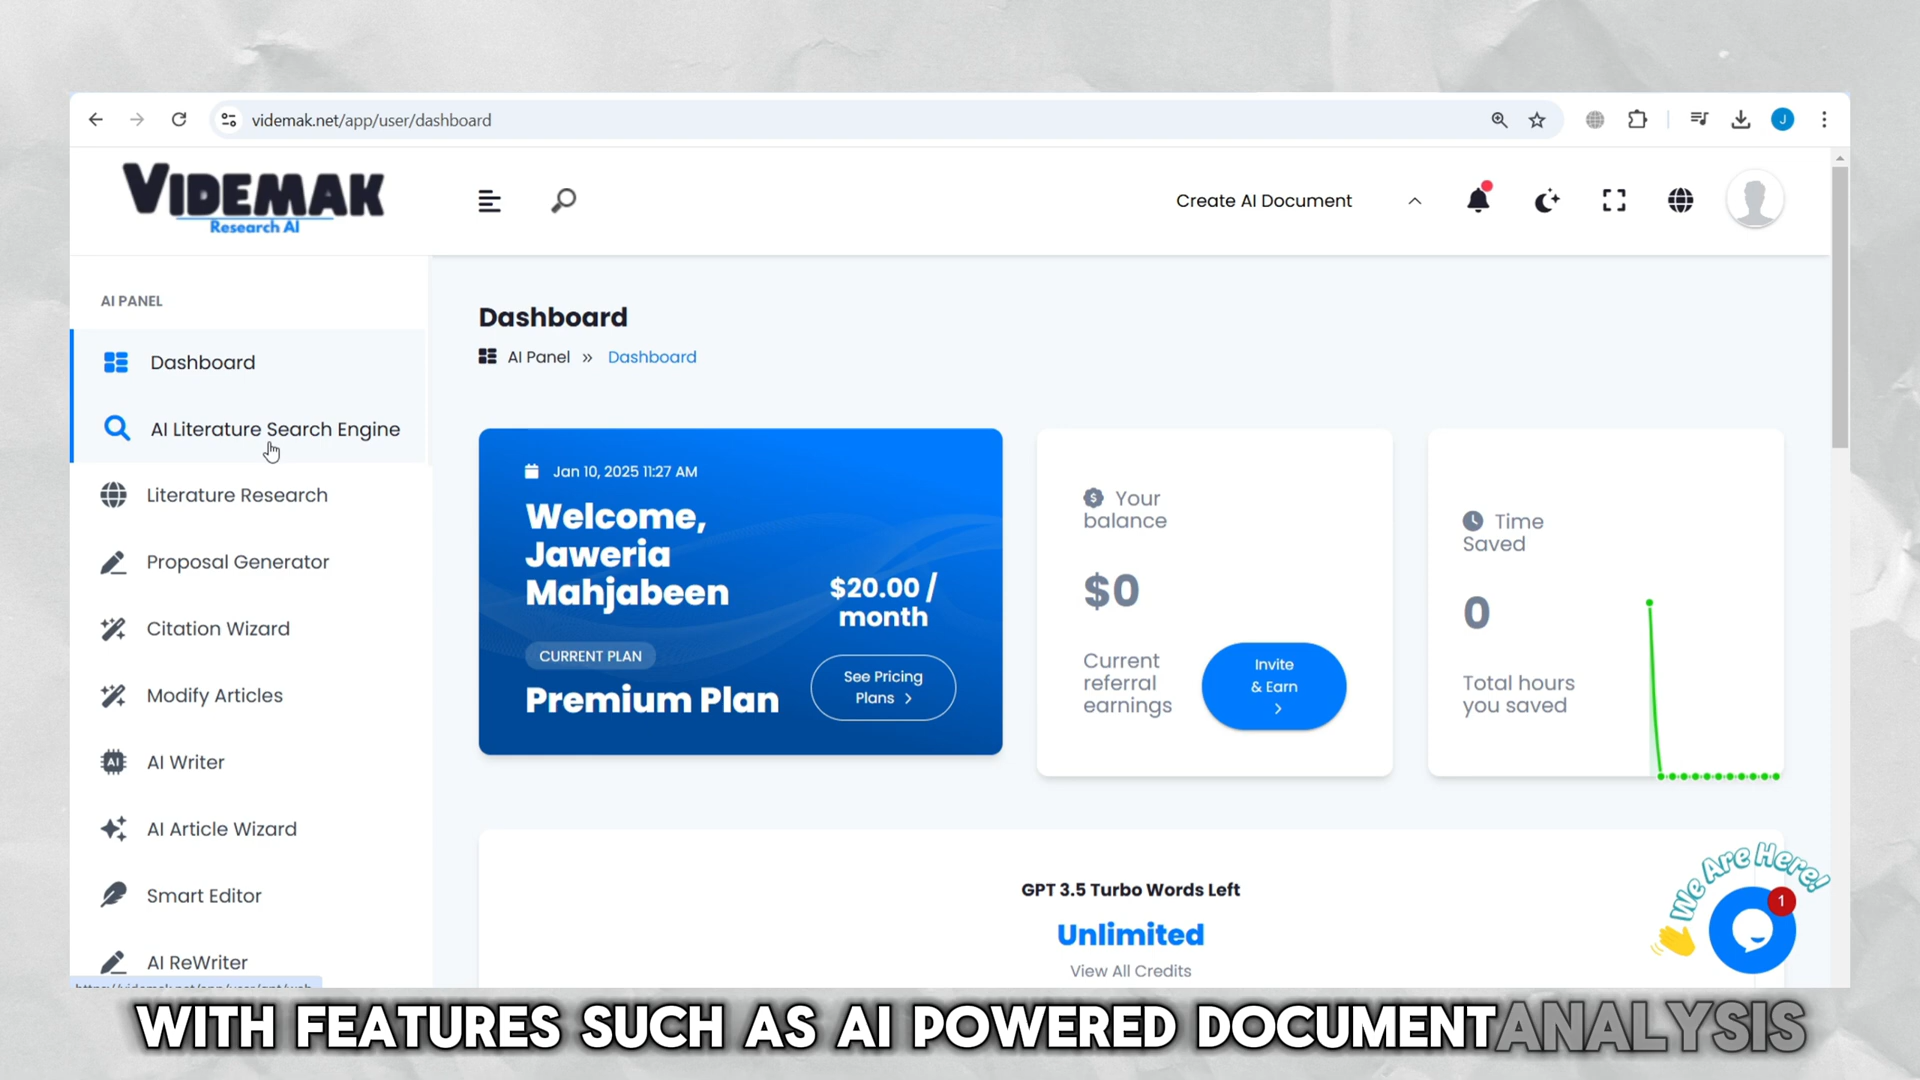 videmak.net/app/user/dashboard
J
VIDEMAK
Research AI
Create AI Document
AI PANEL
Dashboard
AI Literature Search Engine
Literature Research
Proposal Generator
Citation Wizard
Modify Articles
AI Writer
AI Article Wizard
Smart Editor
AI ReWriter
Dashboard
AI Panel » Dashboard
Jan 10, 2025 11:27 AM
Welcome,
Jaweria
Mahjabeen
$20.00 /
month
CURRENT PLAN
Premium Plan
See Pricing
Plans >
Your
balance
$0
Current
referral
earnings
Invite
& Earn
>
Time
Saved
0
Total hours
you saved
GPT 3.5 Turbo Words Left
Unlimited
View All Credits
We Are Here!
1
WITH FEATURES SUCH AS AI POWERED DOCUMENT ANALYSIS